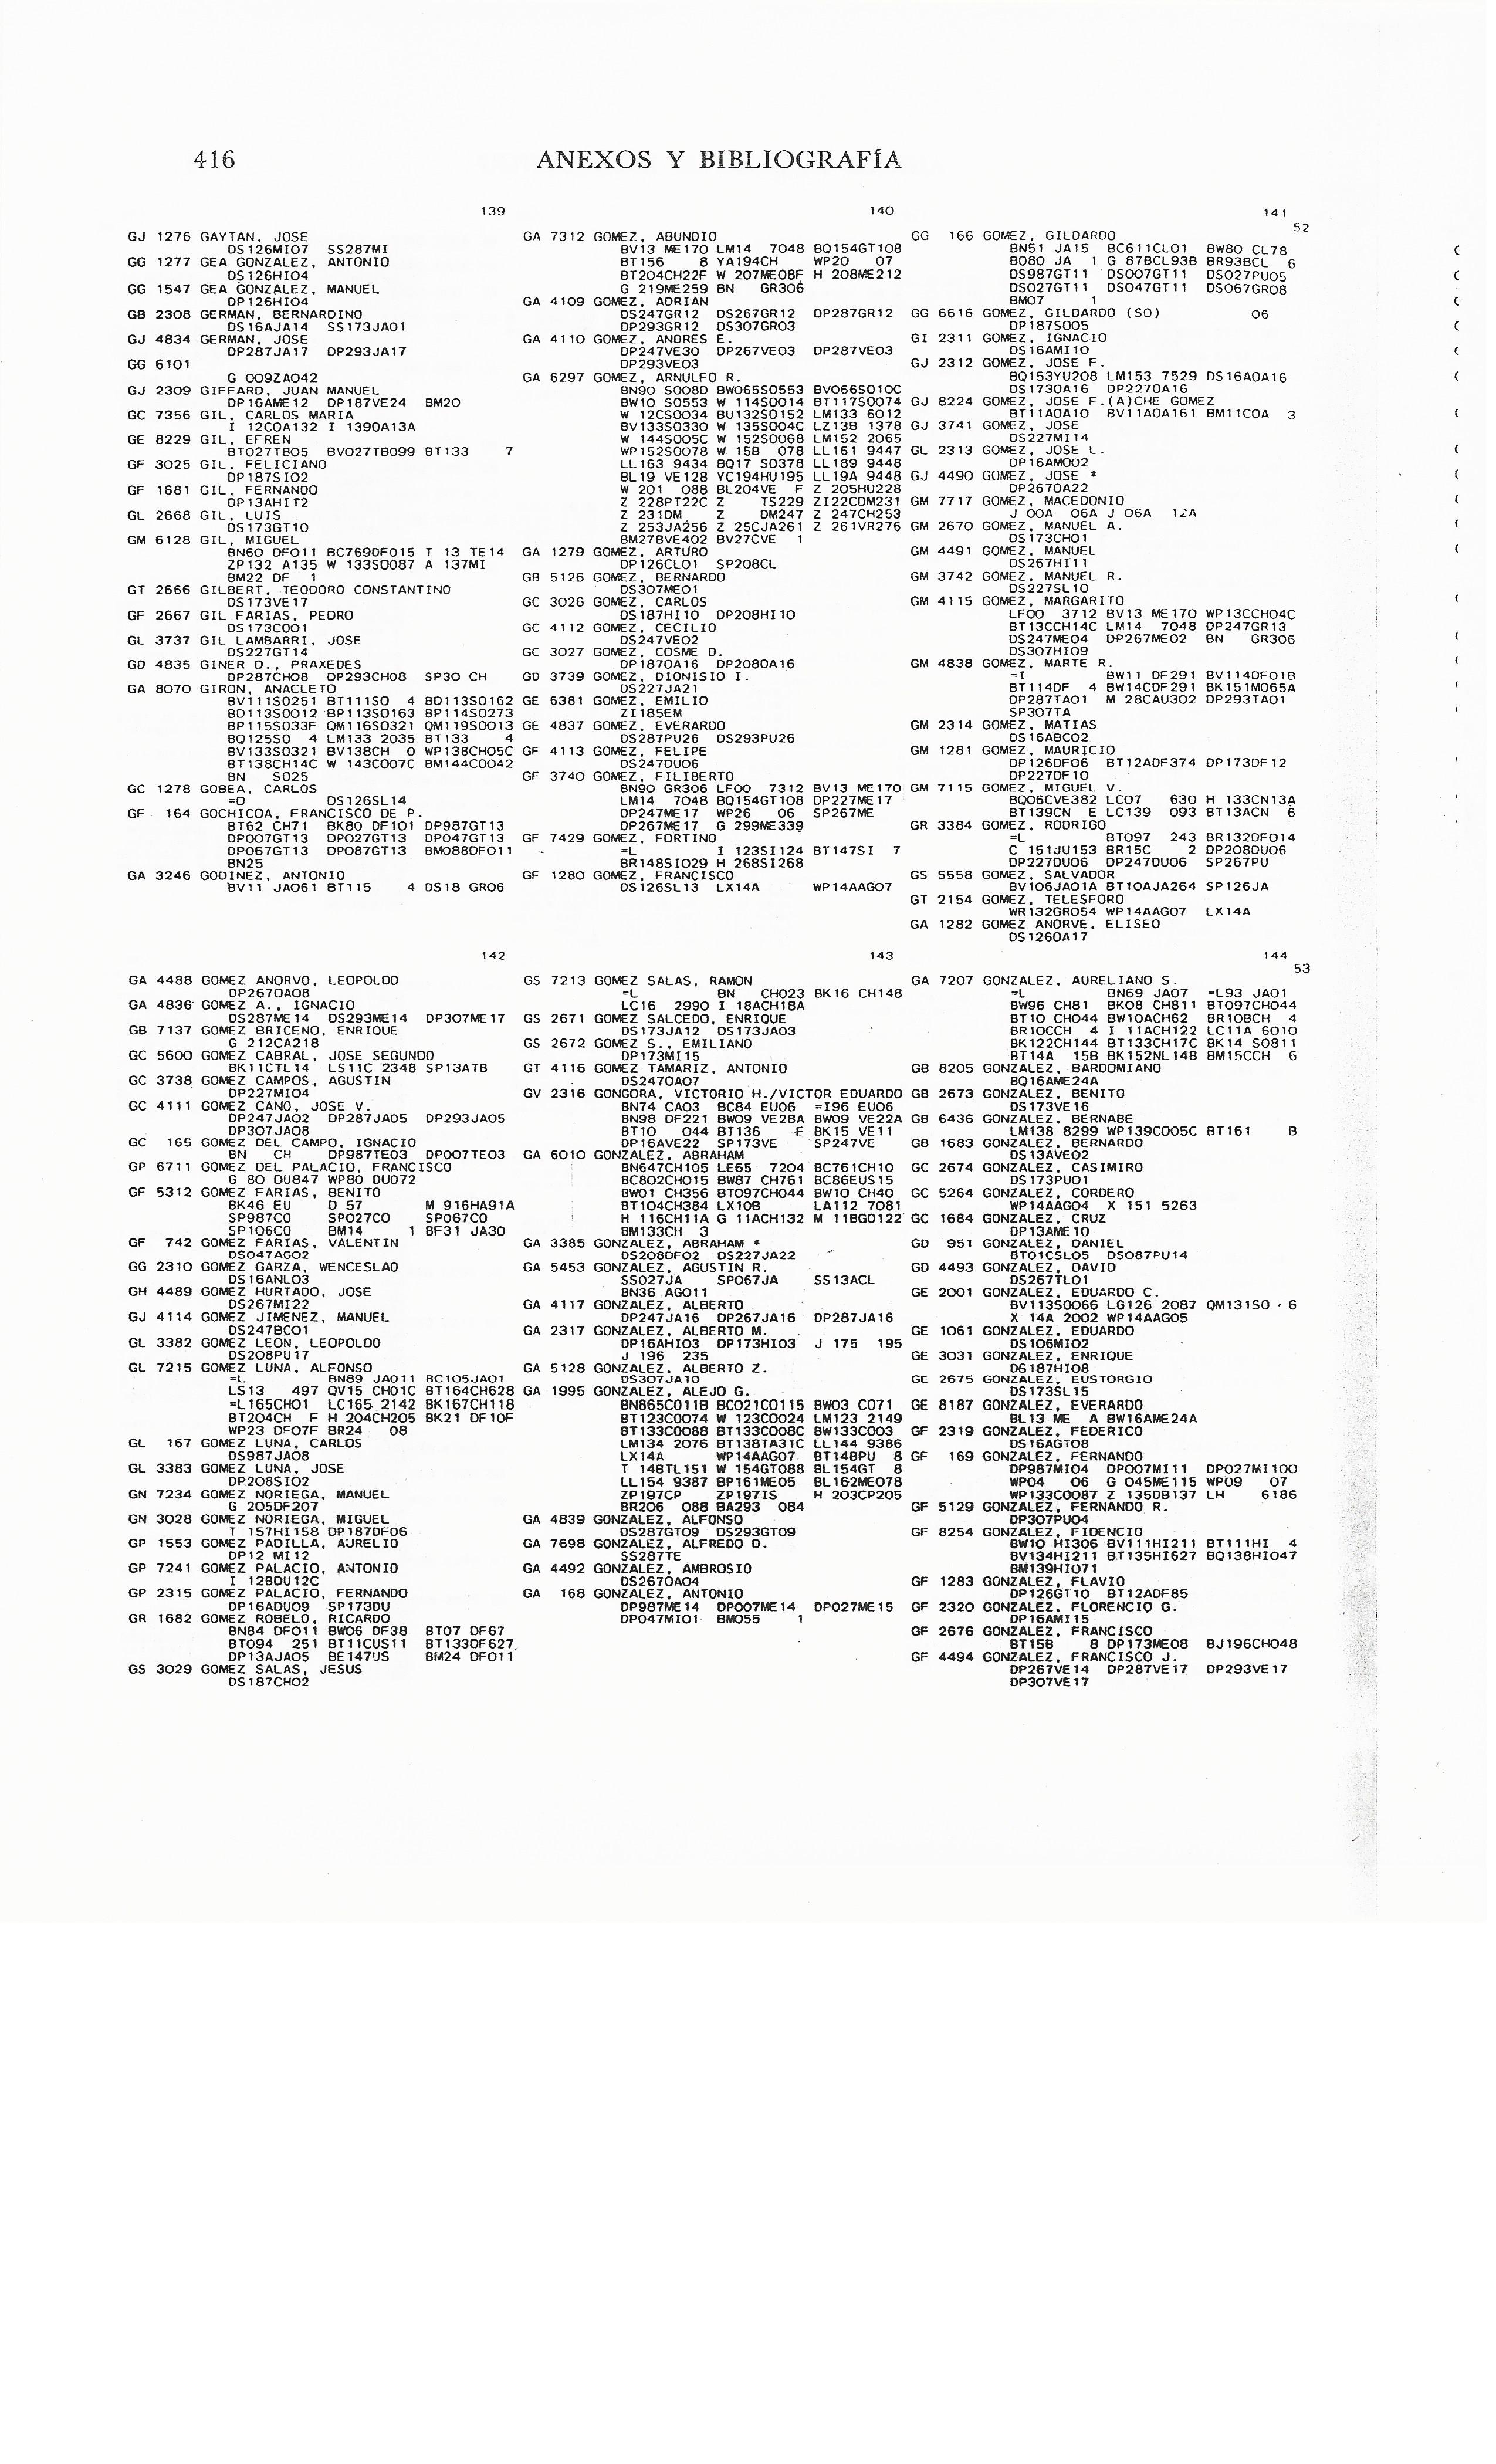 416 ANEXOS Y BIBLIOGRAFÍA
139
GJ 1276 GAYTAN, JOSE
DS126MI07 SS287MI
GG 1277 GEA GONZALEZ, ANTONIO
DS126HI04
GG 1547 GEA GONZALEZ, MANUEL
DP126HI04
GB 2308 GERMAN, BERNARDINO
DS16AJA14 SS173JA01
GJ 4834 GERMAN, JOSE
DP287JA17 DP293JA17
GG 6101
G 009ZA042
GJ 2309 GIFFARD, JUAN MANUEL
DP16AME12 DP187VE24 BM20
GC 7356 GIL, CARLOS MARIA
I 12COA132 I 1390A13A
GE 8229 GIL, EFREN
BT027TB05 BV027TB099 BT133 7
GF 3025 GIL, FELICIANO
DP187SI02
GF 1681 GIL, FERNANDO
DP13AHIT2
GL 2668 GIL, LUIS
DS173GT10
GM 6128 GIL, MIGUEL
BN60 DF011 BC769DF015 T 13 TE14
ZP132 A135 W 133S0087 A 137MI
BM22 DF 1
GT 2666 GILBERT, TEODORO CONSTANTINO
DS173VE17
GF 2667 GIL FARIAS, PEDRO
DS173CO01
GL 3737 GIL LAMBARRI, JOSE
DS227GT14
GD 4835 GINER D., PRAXEDES
DP287CH08 DP293CH08 SP30 CH
GA 8070 GIRON, ANACLETO
BV111S0251 BT111SO 4 BD113S0162
BD113S0012 BP113S0163 BP114S0273
BP115S033F QM116S0321 QM119S0013
BQ125SO 4 LM133 2035 BT133 4
BV133S0321 BV138CH 0 WP138CH05C
BT138CH14C W 143C007C BM144C0042
BN S025
GC 1278 GOBEA, CARLOS
=D DS126SL14
GF 164 GOCHICOA, FRANCISCO DE P.
BT62 CH71 BK80 DF101 DP987GT13
DP007GT13 DP027GT13 DP047GT13
DP067GT13 DP087GT13 BM088DF011
BN25
GA 3246 GODINEZ, ANTONIO
BV11 JA061 BT115 4 DS18 GR06
140
GA 7312 GOMEZ, ABUNDIO
BV13 ME170 LM14 7048 BQ154GT108
BT156 8 YA194CH WP20 07
BT204CH22F W 207ME08F H 208ME212
G 219ME259 BN GR306
GA 4109 GOMEZ, ADRIAN
DS247GR12 DS267GR12 DP287GR12
DP293GR12 DS307GR03
GA 4110 GOMEZ, ANDRES E.
DP247VE30 DP267VE03 DP287VE03
DP293VE03
GA 6297 GOMEZ, ARNULFO R.
BN90 S008D BW065S0553 BV066S010C
BW10 S0553 W 114S0014 BT117S0074
W 12CS0034 BU132S0152 LM133 6012
BV133S0330 W 135S004C LZ13B 1378
W 144S005C W 152S0068 LM152 2065
WP152S0078 W 15B 078 LL161 9447
LL163 9434 BQ17 S0378 LL189 9448
BL19 VE128 YC194HU195 LL19A 9448
W 201 088 BL204VE F Z 205HU228
Z 228PT22C Z TS229 ZI22CDM231
Z 231DM Z DM247 Z 247CH253
Z 253JA256 Z 25CJA261 Z 261VR276
BM27BVE402 BV27CVE 1
GA 1279 GOMEZ, ARTURO
DP126CL01 SP208CL
GB 5126 GOMEZ, BERNARDO
DS307ME01
GC 3026 GOMEZ, CARLOS
DS187HI10 DP208HI10
GC 4112 GOMEZ, CECILIO
DS247VE02
GC 3027 GOMEZ, COSME D.
DP1870A16 DP2080A16
GD 3739 GOMEZ, DIONISIO I.
DS227JA21
GE 6381 GOMEZ, EMILIO
ZI185EM
GE 4837 GOMEZ, EVERARDO
DS287PU26 DS293PU26
GF 4113 GOMEZ, FELIPE
DS247DU06
GF 3740 GOMEZ, FILIBERTO
BN90 GR306 LF00 7312 BV13 ME170
LM14 7048 BQ154GT108 DP227ME17
DP247ME17 WP26 06 SP267ME
DP267ME17 G 299ME339
GF 7429 GOMEZ, FORTINO
=L I 123SI124 BT147SI 7
BR148SI029 H 268SI268
GF 1280 GOMEZ, FRANCISCO
DS126SL13 LX14A WP14AAG07
141
52
GG 166 GOMEZ, GILDARDO
BN51 JA15 BC611CL01 BW80 CL78
BO80 JA 1 G 87BCL93B BR93BCL 6
DS987GT11 DS007GT11 DS027PU05
DS027GT11 DS047GT11 DS067GR08
BM07 1
GG 6616 GOMEZ, GILDARDO (SO) 06
DP187S005
GI 2311 GOMEZ, IGNACIO
DS16AMI10
GJ 2312 GOMEZ, JOSE F.
BQ153YU208 LM153 7529 DS16A0A16
DS1730A16 DP2270A16
GJ 8224 GOMEZ, JOSE F.(A)CHE GOMEZ
BT11A0A10 BV11A0A161 BM11COA 3
GJ 3741 GOMEZ, JOSE
DS227MI14
GL 2313 GOMEZ, JOSE L.
DP16AM002
GJ 4490 GOMEZ, JOSE *
DP2670A22
GM 7717 GOMEZ, MACEDONIO
J 00A 06A J 06A 12A
GM 2670 GOMEZ, MANUEL A.
DS173CH01
GM 4491 GOMEZ, MANUEL
DS267HI11
GM 3742 GOMEZ, MANUEL R.
DS227SL10
GM 4115 GOMEZ, MARGARITO
LF00 3712 BV13 ME170 WP13CCH04C
BT13CCH14C LM14 7048 DP247GR13
DS247ME04 DP267ME02 BN GR306
DS307HI09
GM 4838 GOMEZ, MARTE R.
=I BW11 DF291 BV114DF01B
BT114DF 4 BW14CDF291 BK151M065A
DP287TA01 M 28CAU302 DP293TA01
SP307TA
GM 2314 GOMEZ, MATIAS
DS16ABC02
GM 1281 GOMEZ, MAURICIO
DP126DF06 BT12ADF374 DP173DF12
DP227DF10
GM 7115 GOMEZ, MIGUEL V.
BQ06CVE382 LC07 630 H 133CN13A
BT139CN E LC139 093 BT13ACN 6
GR 3384 GOMEZ, RODRIGO
=L BT097 243 BR132DF014
C 151JU153 BR15C 2 DP208DU06
DP227DU06 DP247DU06 SP267PU
GS 5558 GOMEZ, SALVADOR
BV106JA01A BT10AJA264 SP126JA
GT 2154 GOMEZ, TELESFORO
WR132GR054 WP14AAG07 LX14A
GA 1282 GOMEZ ANORVE, ELISEO
DS1260A17
142
GA 4488 GOMEZ ANORVO, LEOPOLDO
DP2670A08
GA 4836 GOMEZ A., IGNACIO
DS287ME14 DS293ME14 DP307ME17
GB 7137 GOMEZ BRICENO, ENRIQUE
G 212CA218
GC 5600 GOMEZ CABRAL, JOSE SEGUNDO
BK11CTL14 LS11C 2348 SP13ATB
GC 3738 GOMEZ CAMPOS, AGUSTIN
DP227MI04
GC 4111 GOMEZ CANO, JOSE V.
DP247JA02 DP287JA05 DP293JA05
DP307JA08
GC 165 GOMEZ DEL CAMPO, IGNACIO
BN CH DP987TE03 DP007TE03
GP 6711 GOMEZ DEL PALACIO, FRANCISCO
G 80 DU847 WP80 DU072
GF 5312 GOMEZ FARIAS, BENITO
BK46 EU D 57 M 916HA91A
SP987CO SP027CO SP067CO
SP106CO BM14 1 BF31 JA30
GF 742 GOMEZ FARIAS, VALENTIN
DS047AG02
GG 2310 GOMEZ GARZA, WENCESLAO
DS16ANL03
GH 4489 GOMEZ HURTADO, JOSE
DS267MI22
GJ 4114 GOMEZ JIMENEZ, MANUEL
DS247BC01
GL 3382 GOMEZ LEON, LEOPOLDO
DS208PU17
GL 7215 GOMEZ LUNA, ALFONSO
=L BN89 JA011 BC105JA01
LS13 497 QV15 CH01C BT164CH628
=L165CH01 LC165 2142 BK167CH118
BT204CH F H 204CH205 BK21 DF10F
WP23 DF07F BR24 08
GL 167 GOMEZ LUNA, CARLOS
DS987JA08
GL 3383 GOMEZ LUNA, JOSE
DP208SI02
GN 7234 GOMEZ NORIEGA, MANUEL
G 205DF207
GN 3028 GOMEZ NORIEGA, MIGUEL
T 157HI158 DP187DF06
GP 1553 GOMEZ PADILLA, AURELIO
DP12 MI12
GP 7241 GOMEZ PALACIO, ANTONIO
I 12BDU12C
GP 2315 GOMEZ PALACIO, FERNANDO
DP16ADU09 SP173DU
GR 1682 GOMEZ ROBELO, RICARDO
BN84 DF011 BW06 DF38 BT07 DF67
BT094 251 BT11CUS11 BT133DF627
DP13AJA05 BE147US BM24 DF011
GS 3029 GOMEZ SALAS, JESUS
DS187CH02
143
GS 7213 GOMEZ SALAS, RAMON
=L BN CH023 BK16 CH148
LC16 2990 I 18ACH18A
GS 2671 GOMEZ SALCEDO, ENRIQUE
DS173JA12 DS173JA03
GS 2672 GOMEZ S., EMILIANO
DP173MI15
GT 4116 GOMEZ TAMARIZ, ANTONIO
DS2470A07
GV 2316 GONGORA, VICTORIO H./VICTOR EDUARDO
BN74 CA03 BC84 EU06 =I96 EU06
BN98 DF221 BW09 VE28A BW09 VE22A
BT10 044 BT136 F BK15 VE11
DP16AVE22 SP173VE SP247VE
GA 6010 GONZALEZ, ABRAHAM
BN647CH105 LE65 7204 BC761CH10
BC802CH015 BW87 CH761 BC86EUS15
BW01 CH356 BT097CH044 BW10 CH40
BT104CH384 LX10B LA112 7081
H 116CH11A G 11ACH132 M 11BG0122
BM133CH 3
GA 3385 GONZALEZ, ABRAHAM *
DS208DF02 DS227JA22
GA 5453 GONZALEZ, AGUSTIN R.
SS027JA SP067JA SS13ACL
BN36 AG011
GA 4117 GONZALEZ, ALBERTO
DP247JA16 DP267JA16 DP287JA16
GA 2317 GONZALEZ, ALBERTO M.
DP16AHI03 DP173HI03 J 175 195
J 196 235
GA 5128 GONZALEZ, ALBERTO Z.
DS307JA10
GA 1995 GONZALEZ, ALEJO G.
BN865C011B BC021C0115 BW03 C071
BT123C0074 W 123C0024 LM123 2149
BT133C0088 BT133C008C BW133C003
LM134 2076 BT138TA31C LL144 9386
LX14A WP14AAG07 BT14BPU 8
T 14BTL151 W 154GT088 BL154GT 8
LL154 9387 BP161ME05 BL162ME078
ZP197CP ZP197IS H 203CP205
BR206 088 BA293 084
GA 4839 GONZALEZ, ALFONSO
DS287GT09 DS293GT09
GA 7698 GONZALEZ, ALFREDO D.
SS287TE
GA 4492 GONZALEZ, AMBROSIO
DS2670A04
GA 168 GONZALEZ, ANTONIO
DP987ME14 DP007ME14 DP027ME15
DP047MI01 BM055 1
144
53
GA 7207 GONZALEZ, AURELIANO S.
=L BN69 JA07 =L93 JA01
BW96 CH81 BK08 CH811 BT097CH044
BT10 CH044 BW10ACH62 BR10BCH 4
BR10CCH 4 I 11ACH122 LC11A 6010
BK122CH144 BT133CH17C BK14 S0811
BT14A 15B BK152NL14B BM15CCH 6
GB 8205 GONZALEZ, BARDOMIANO
BQ16AME24A
GB 2673 GONZALEZ, BENITO
DS173VE16
GB 6436 GONZALEZ, BERNABE
LM138 8299 WP139C005C BT161 B
GB 1683 GONZALEZ, BERNARDO
DS13AVE02
GC 2674 GONZALEZ, CASIMIRO
DS173PU01
GC 5264 GONZALEZ, CORDERO
WP14AAG04 X 151 5263
GC 1684 GONZALEZ, CRUZ
DP13AME10
GD 951 GONZALEZ, DANIEL
BT01CSL05 DS087PU14
GD 4493 GONZALEZ, DAVID
DS267TL01
GE 2001 GONZALEZ, EDUARDO C.
BV113S0066 LG126 2087 QM131SO 6
X 14A 2002 WP14AAG05
GE 1061 GONZALEZ, EDUARDO
DS106MI02
GE 3031 GONZALEZ, ENRIQUE
DG187HI08
GE 2675 GONZALEZ, EUSTORGIO
DS173SL15
GE 8187 GONZALEZ, EVERARDO
BL13 ME A BW16AME24A
GF 2319 GONZALEZ, FEDERICO
DS16AGT08
GF 169 GONZALEZ, FERNANDO
DP987MI04 DP007MI11 DP027MI100
WP04 06 G 045ME115 WP09 07
WP133C0087 Z 135DB137 LH 6186
GF 5129 GONZALEZ, FERNANDO R.
DP307PU04
GF 8254 GONZALEZ, FIDENCIO
BW10 HI306 BV111HI211 BT111HI 4
BV134HI211 BT135HI627 BQ138HI047
BM139HI071
GF 1283 GONZALEZ, FLAVIO
DP126GT10 BT12ADF85
GF 2320 GONZALEZ, FLORENCIO G.
DP16AMI15
GF 2676 GONZALEZ, FRANCISCO
BT15B 8 DP173ME08 BJ196CH048
GF 4494 GONZALEZ, FRANCISCO J.
DP267VE14 DP287VE17 DP293VE17
DP307VE17